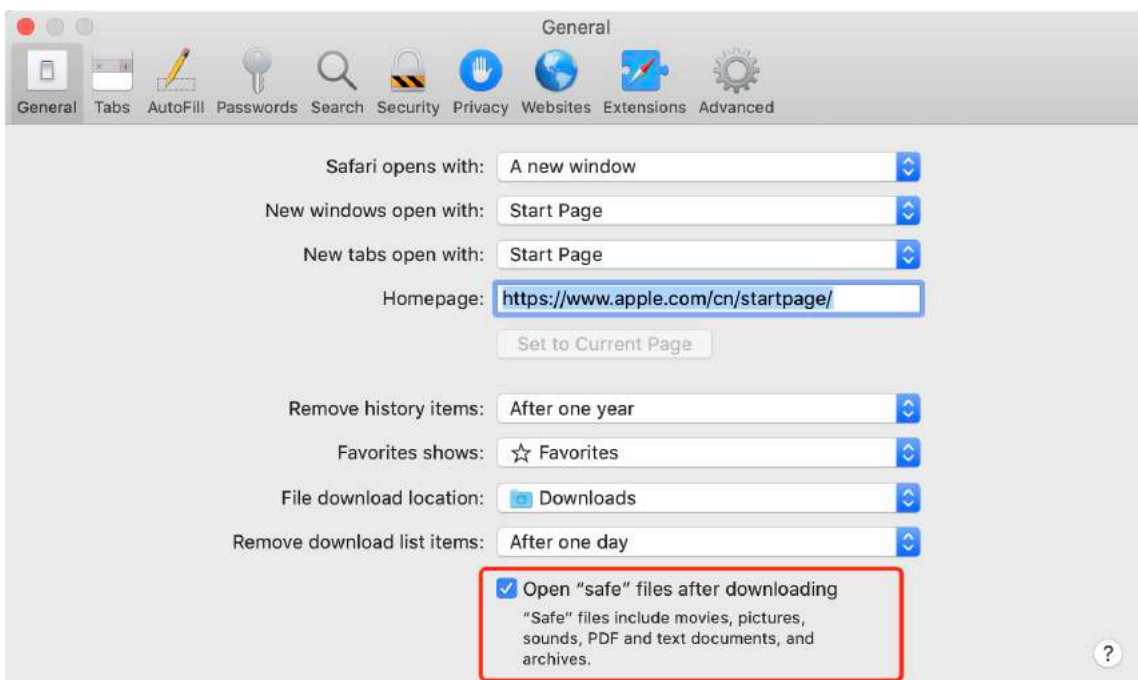 General
General Tabs AutoFill Passwords Search Security Privacy Websites Extensions Advanced
Safari opens with: A new window
New windows open with: Start Page
New tabs open with: Start Page
Homepage: https://www.apple.com/cn/startpage/
Set to Current Page
Remove history items: After one year
Favorites shows: Favorites
File download location: Downloads
Remove download list items: After one day
Open “safe” files after downloading
“Safe” files include movies, pictures,
sounds, PDF and text documents, and
archives.
?